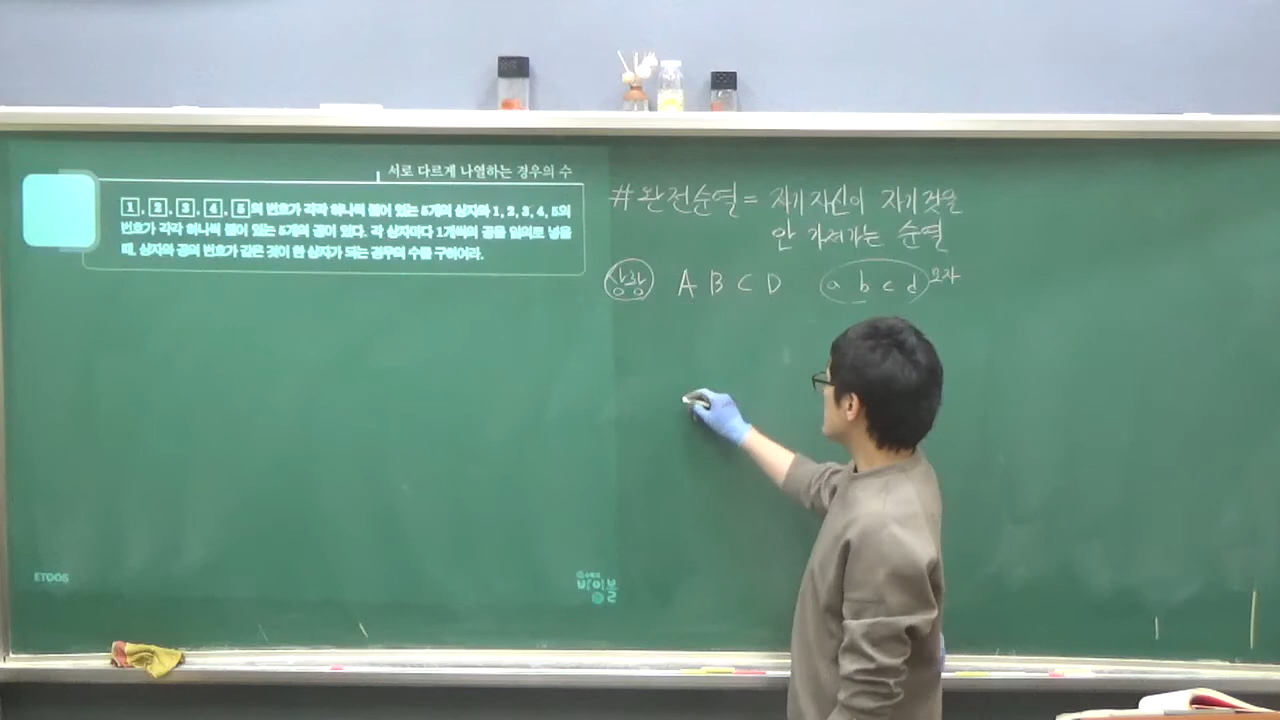 서로 다르게 나열하는 경우의 수
1, 2, 3, 4, 5의 번호가 각각 하나씩 붙어 있는 5개의 상자와 1, 2, 3, 4, 5의
번호가 각각 하나씩 붙어 있는 5개의 공이 있다. 각 상자마다 1개씩의 공을 임의로 넣을
때, 상자와 공의 번호가 같은 것이 한 상자가 되는 경우의 수를 구하여라.
#완전순열 = 자기자신이 자기것을
안 가져가는 순열
상황 A B C D a b c d 모자
ETOOS
바이블